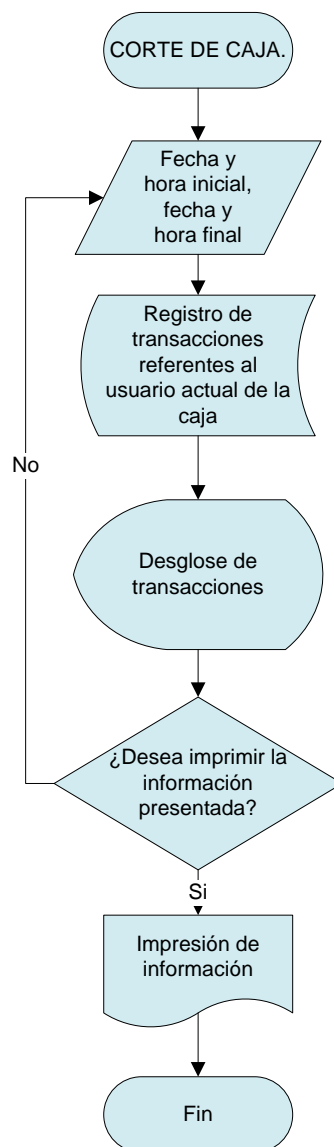 CORTE DE CAJA.
Fecha y
hora inicial,
fecha y
hora final
Registro de
transacciones
referentes al
usuario actual de la
caja
No
Desglose de
transacciones
¿Desea imprimir la
información
presentada?
Si
Impresión de
información
Fin